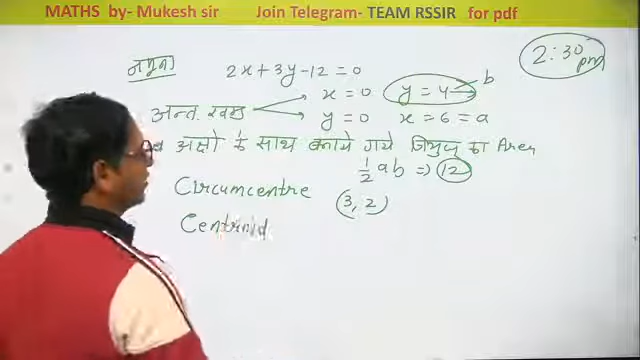 MATHS by- Mukesh sir Join Telegram- TEAM RSSIR for pdf
2:30 pm
नमूना
2x+3y-12=0
अन्तः खण्ड x=0 y=4 b
y=0 x=6=a
अक्षो के साथ बनाये गये त्रिभुज का Area
1/2 ab => 12
Circumcentre (3, 2)
Centroid